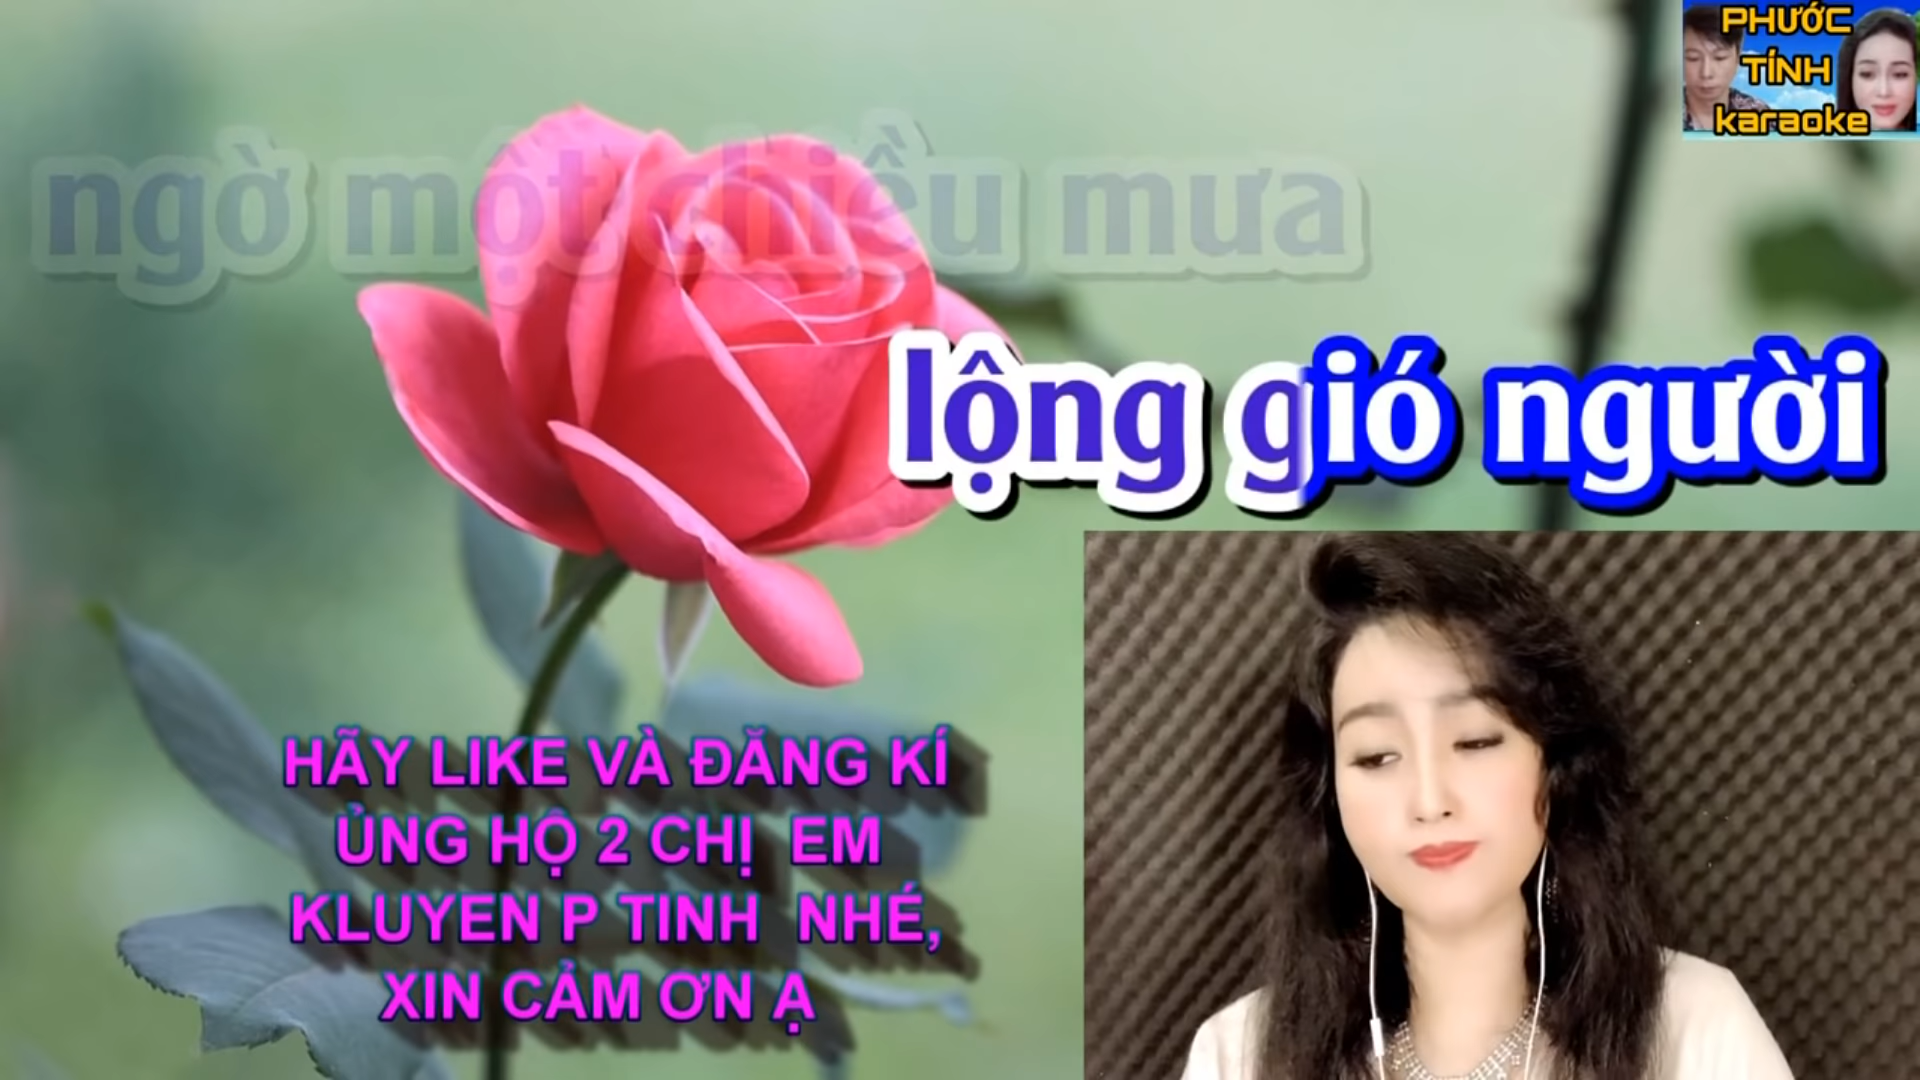 PHƯỚC
TÍNH
karaoke
ngờ một chiều mưa
lộng gió người
HÃY LIKE VÀ ĐĂNG KÍ
ỦNG HỘ 2 CHỊ EM
KLUYEN P TINH NHÉ,
XIN CẢM ƠN Ạ